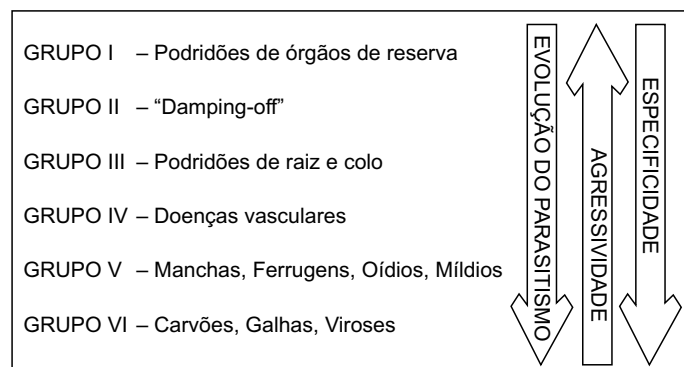 GRUPO I – Podridões de órgãos de reserva
GRUPO II – “Damping-off”
GRUPO III – Podridões de raiz e colo
GRUPO IV – Doenças vasculares
GRUPO V – Manchas, Ferrugens, Oídios, Míldios
GRUPO VI – Carvões, Galhas, Viroses
EVOLUÇÃO DO PARASITISMO
AGRESSIVIDADE
ESPECIFICIDADE